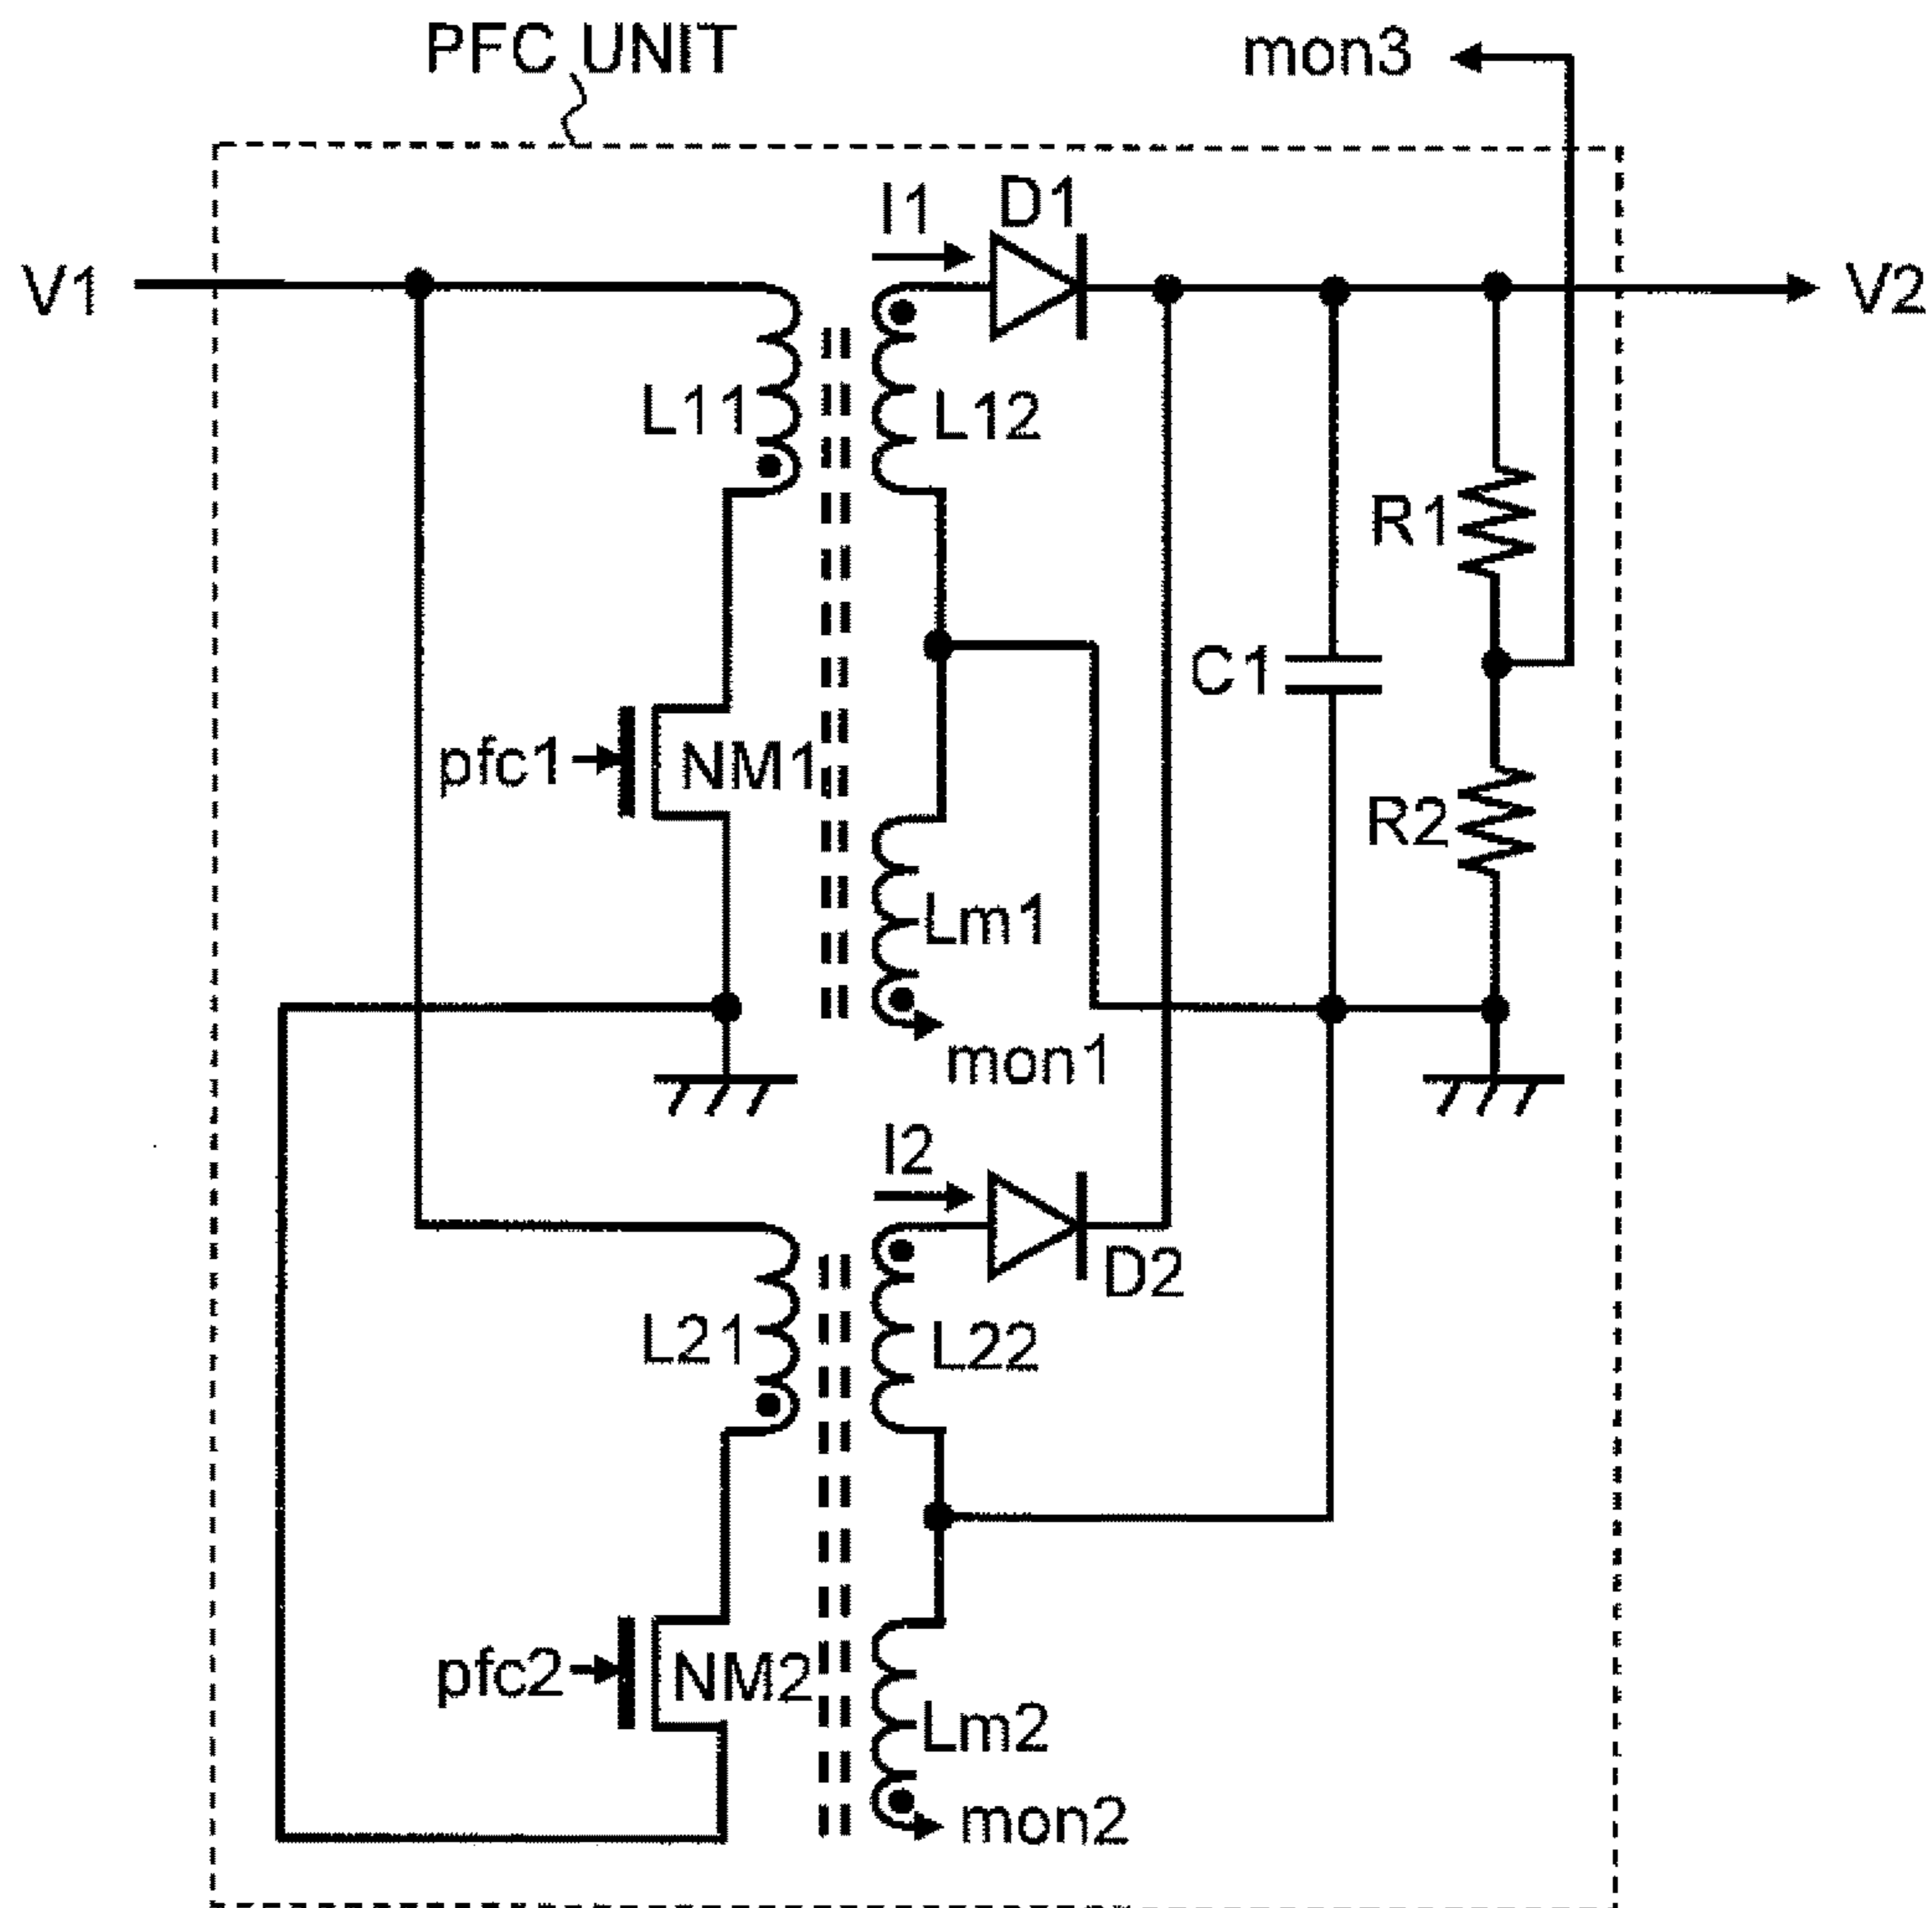 PFC UNIT
mon3
I1
D1
V1
V2
L11
L12
R1
C1
pfc1
NM1
R2
Lm1
mon1
I2
D2
L21
L22
pfc2
NM2
Lm2
mon2